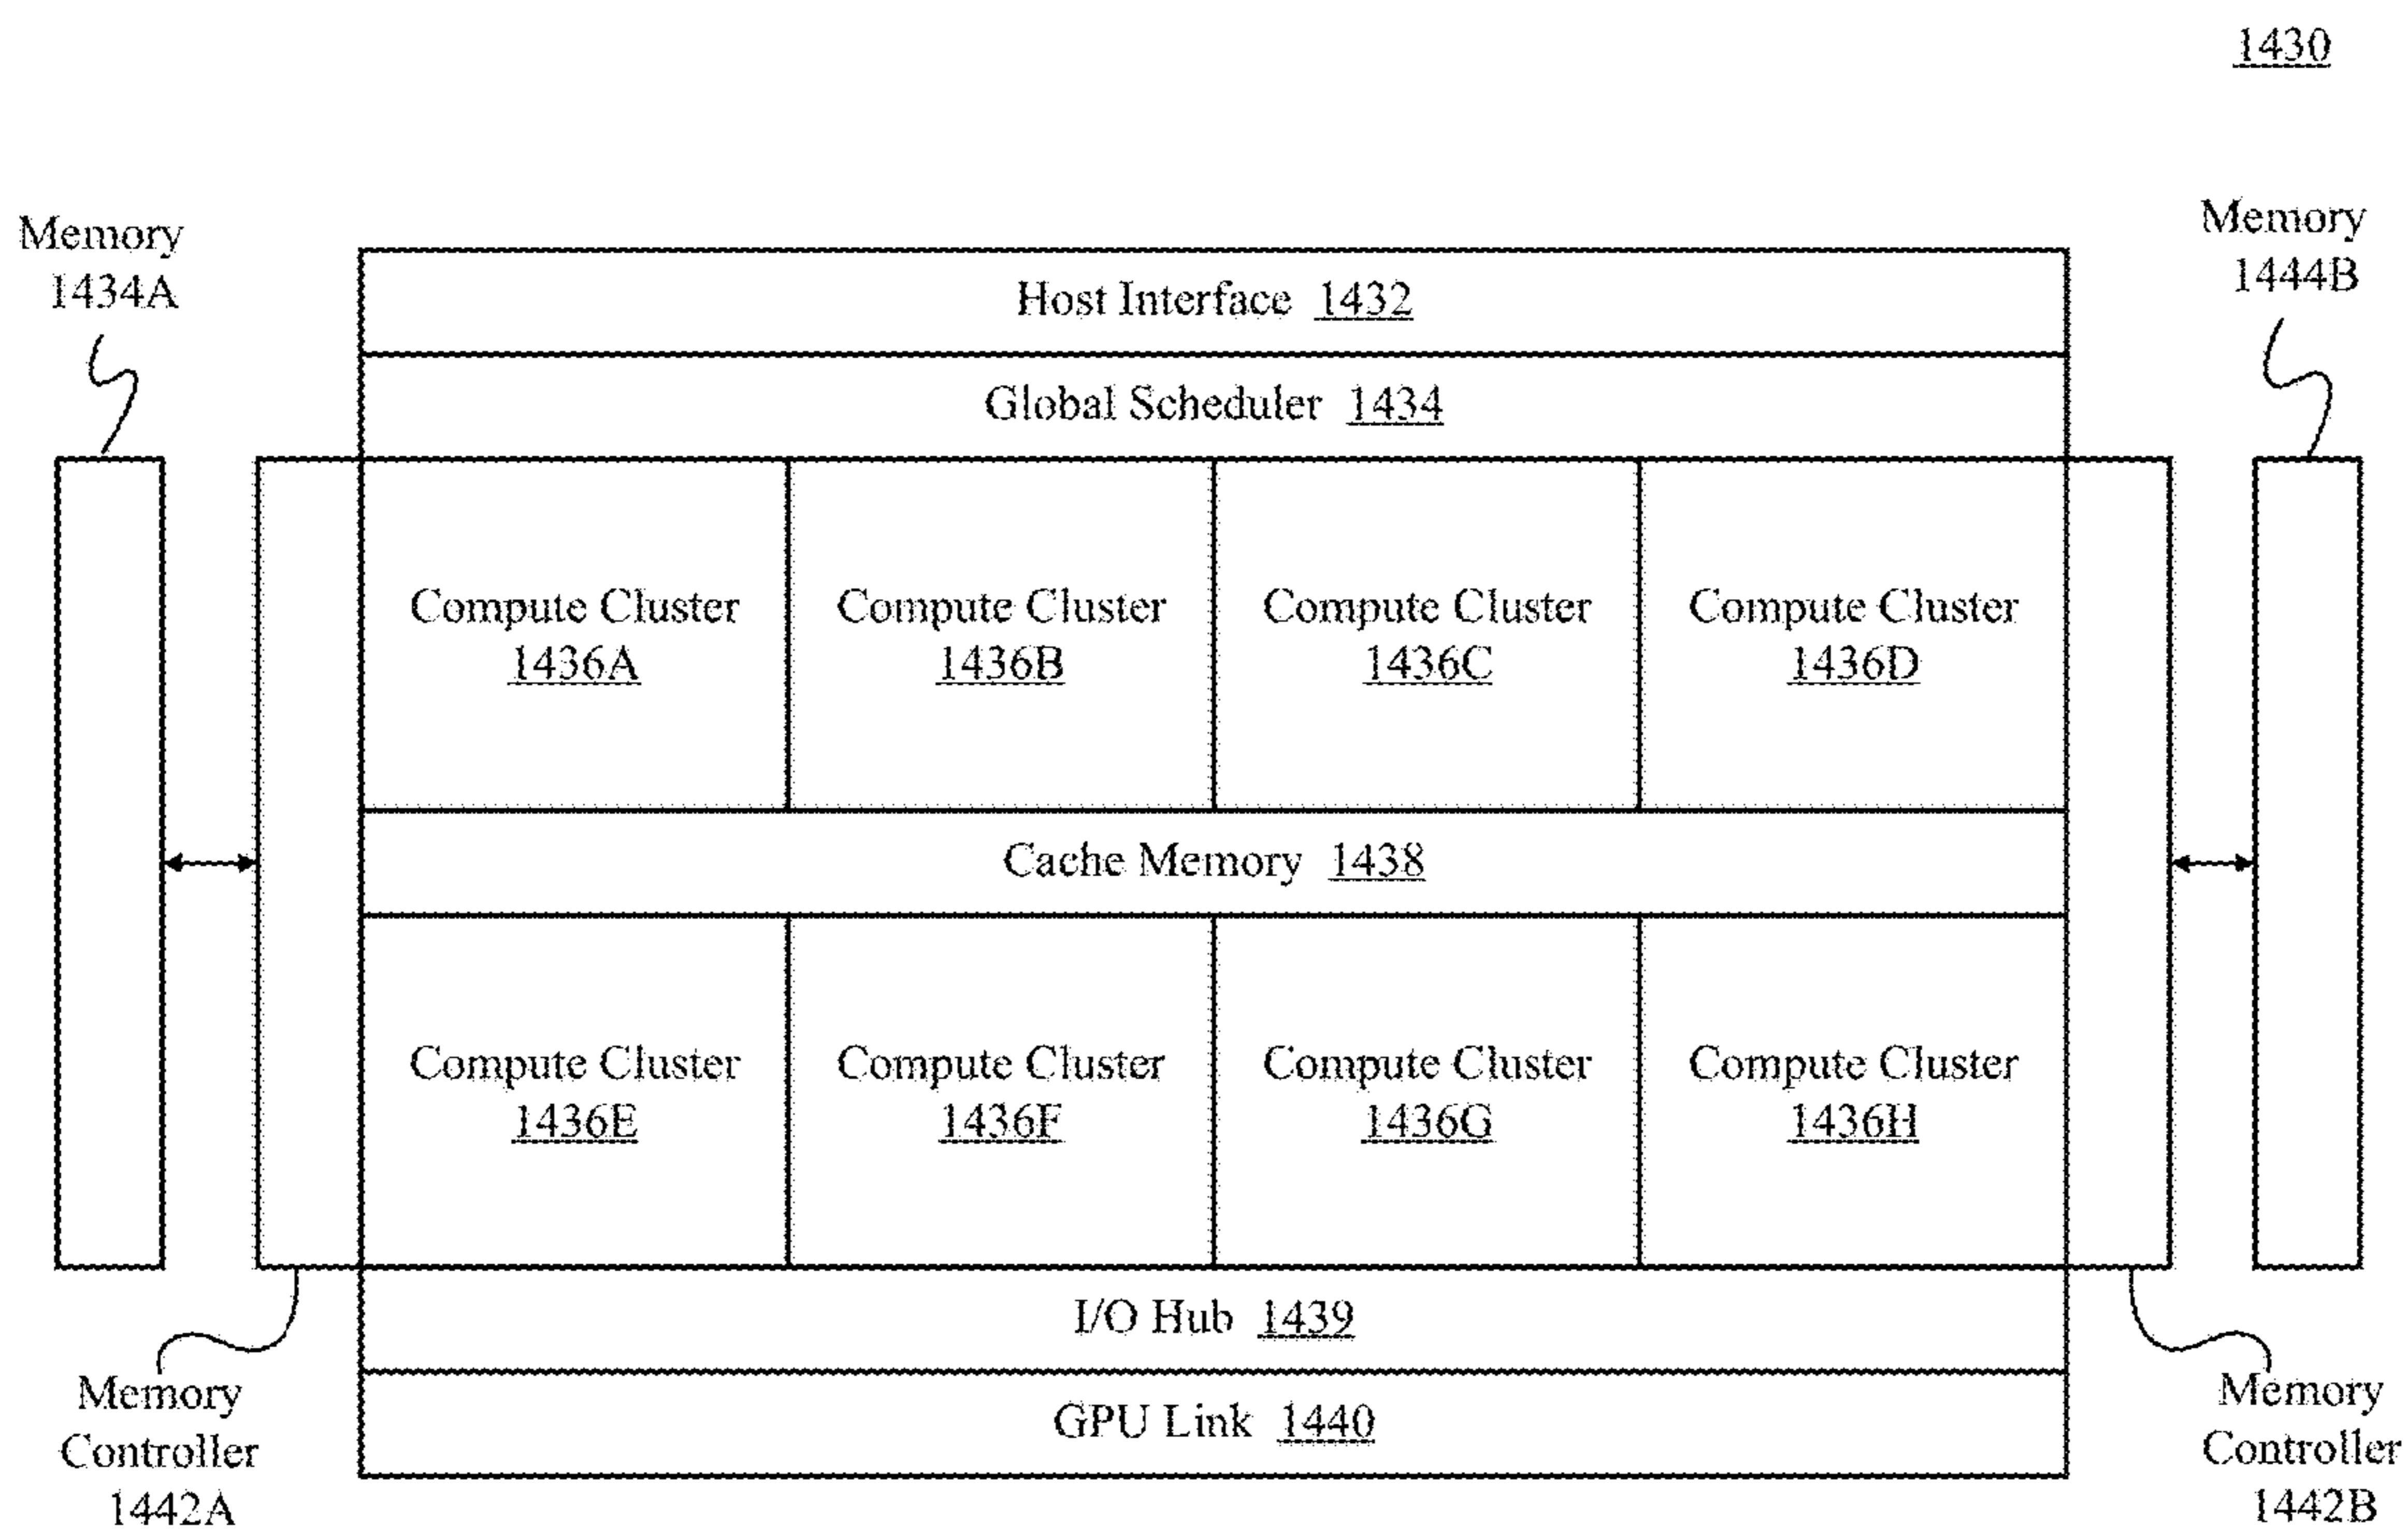 1430
Memory
1434A
Memory
1444B
Host Interface 1432
Global Scheduler 1434
Compute Cluster
1436A
Compute Cluster
1436B
Compute Cluster
1436C
Compute Cluster
1436D
Cache Memory 1438
Compute Cluster
1436E
Compute Cluster
1436F
Compute Cluster
1436G
Compute Cluster
1436H
I/O Hub 1439
GPU Link 1440
Memory
Controller
1442A
Memory
Controller
1442B